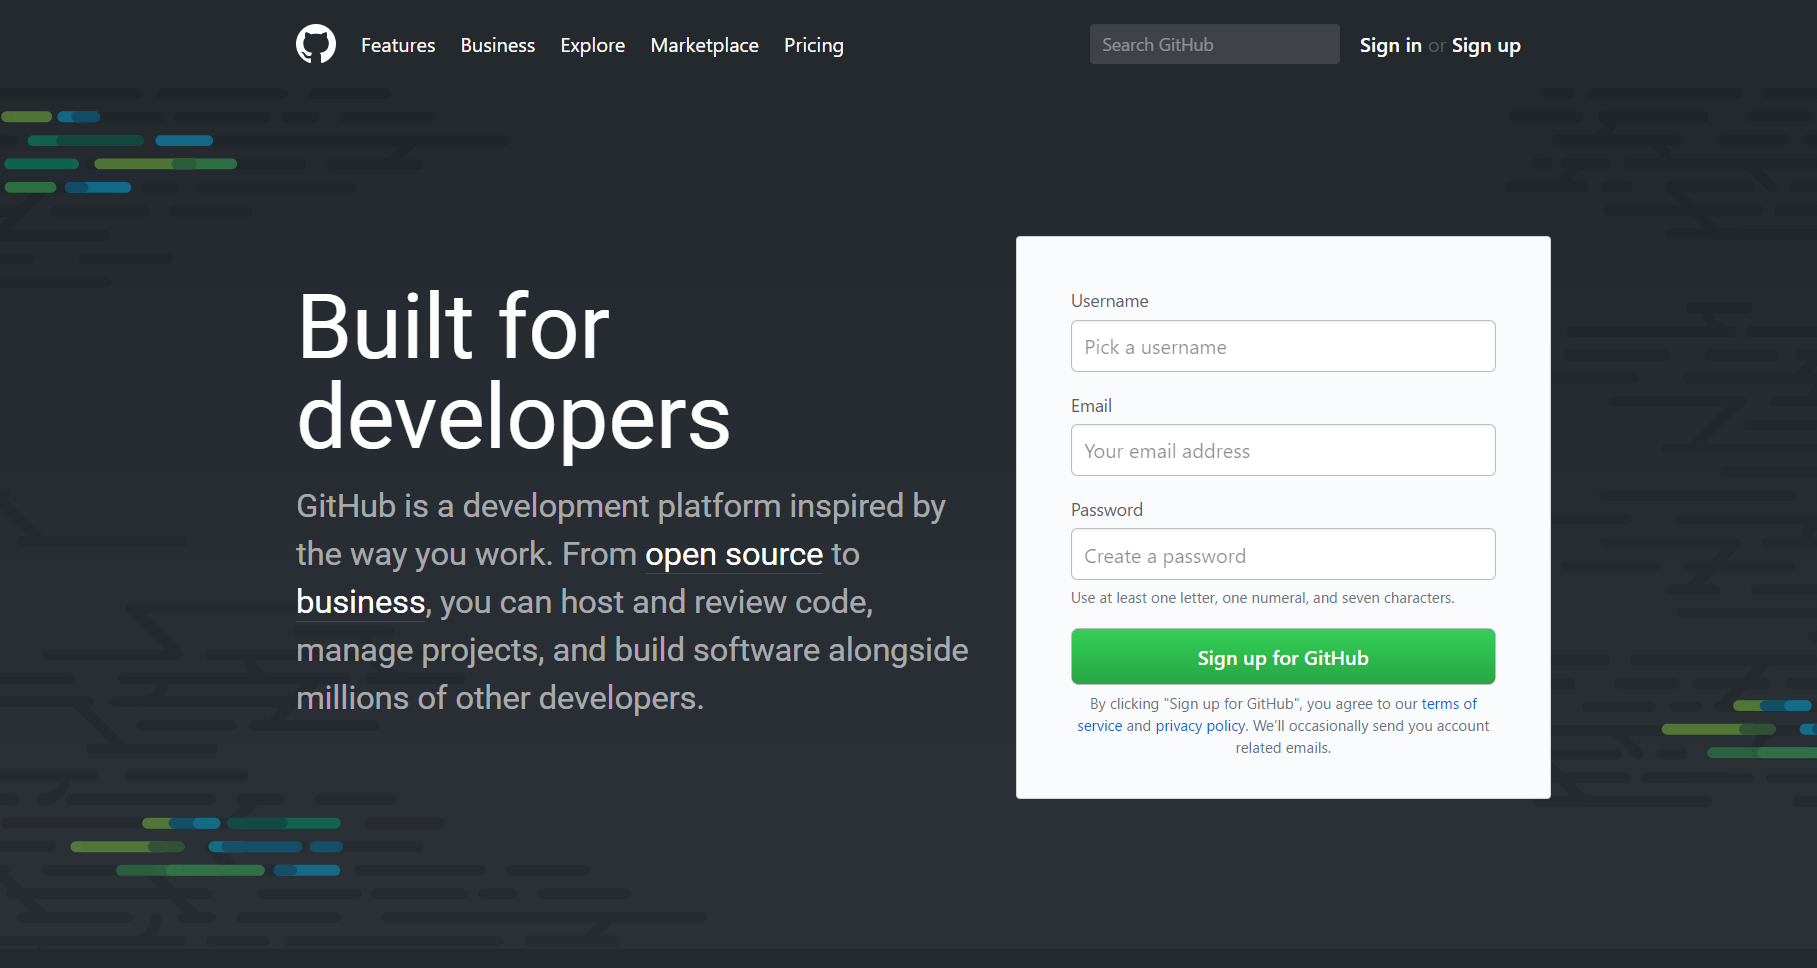 Features Business Explore Marketplace Pricing Search GitHub Sign in or Sign up
Built for
developers
GitHub is a development platform inspired by
the way you work. From open source to
business, you can host and review code,
manage projects, and build software alongside
millions of other developers.
Username
Pick a username
Email
Your email address
Password
Create a password
Use at least one letter, one numeral, and seven characters.
Sign up for GitHub
By clicking "Sign up for GitHub", you agree to our terms of
service and privacy policy. We’ll occasionally send you account
related emails.